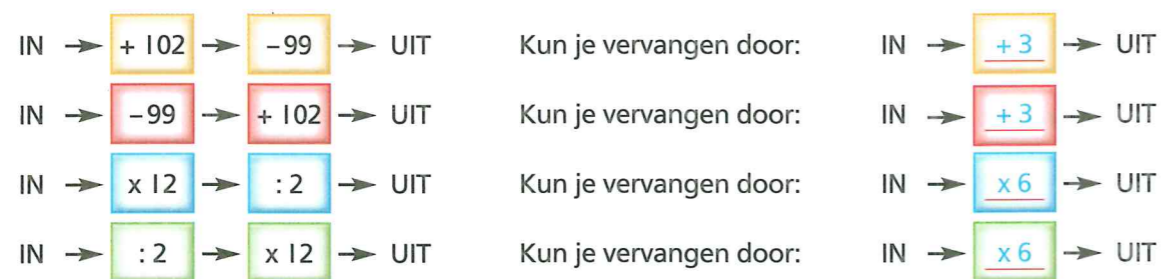 IN → + 102 → – 99 → UIT Kun je vervangen door: IN → + 3 → UIT
IN → – 99 → + 102 → UIT Kun je vervangen door: IN → + 3 → UIT
IN → x 12 → : 2 → UIT Kun je vervangen door: IN → x 6 → UIT
IN → : 2 → x 12 → UIT Kun je vervangen door: IN → x 6 → UIT